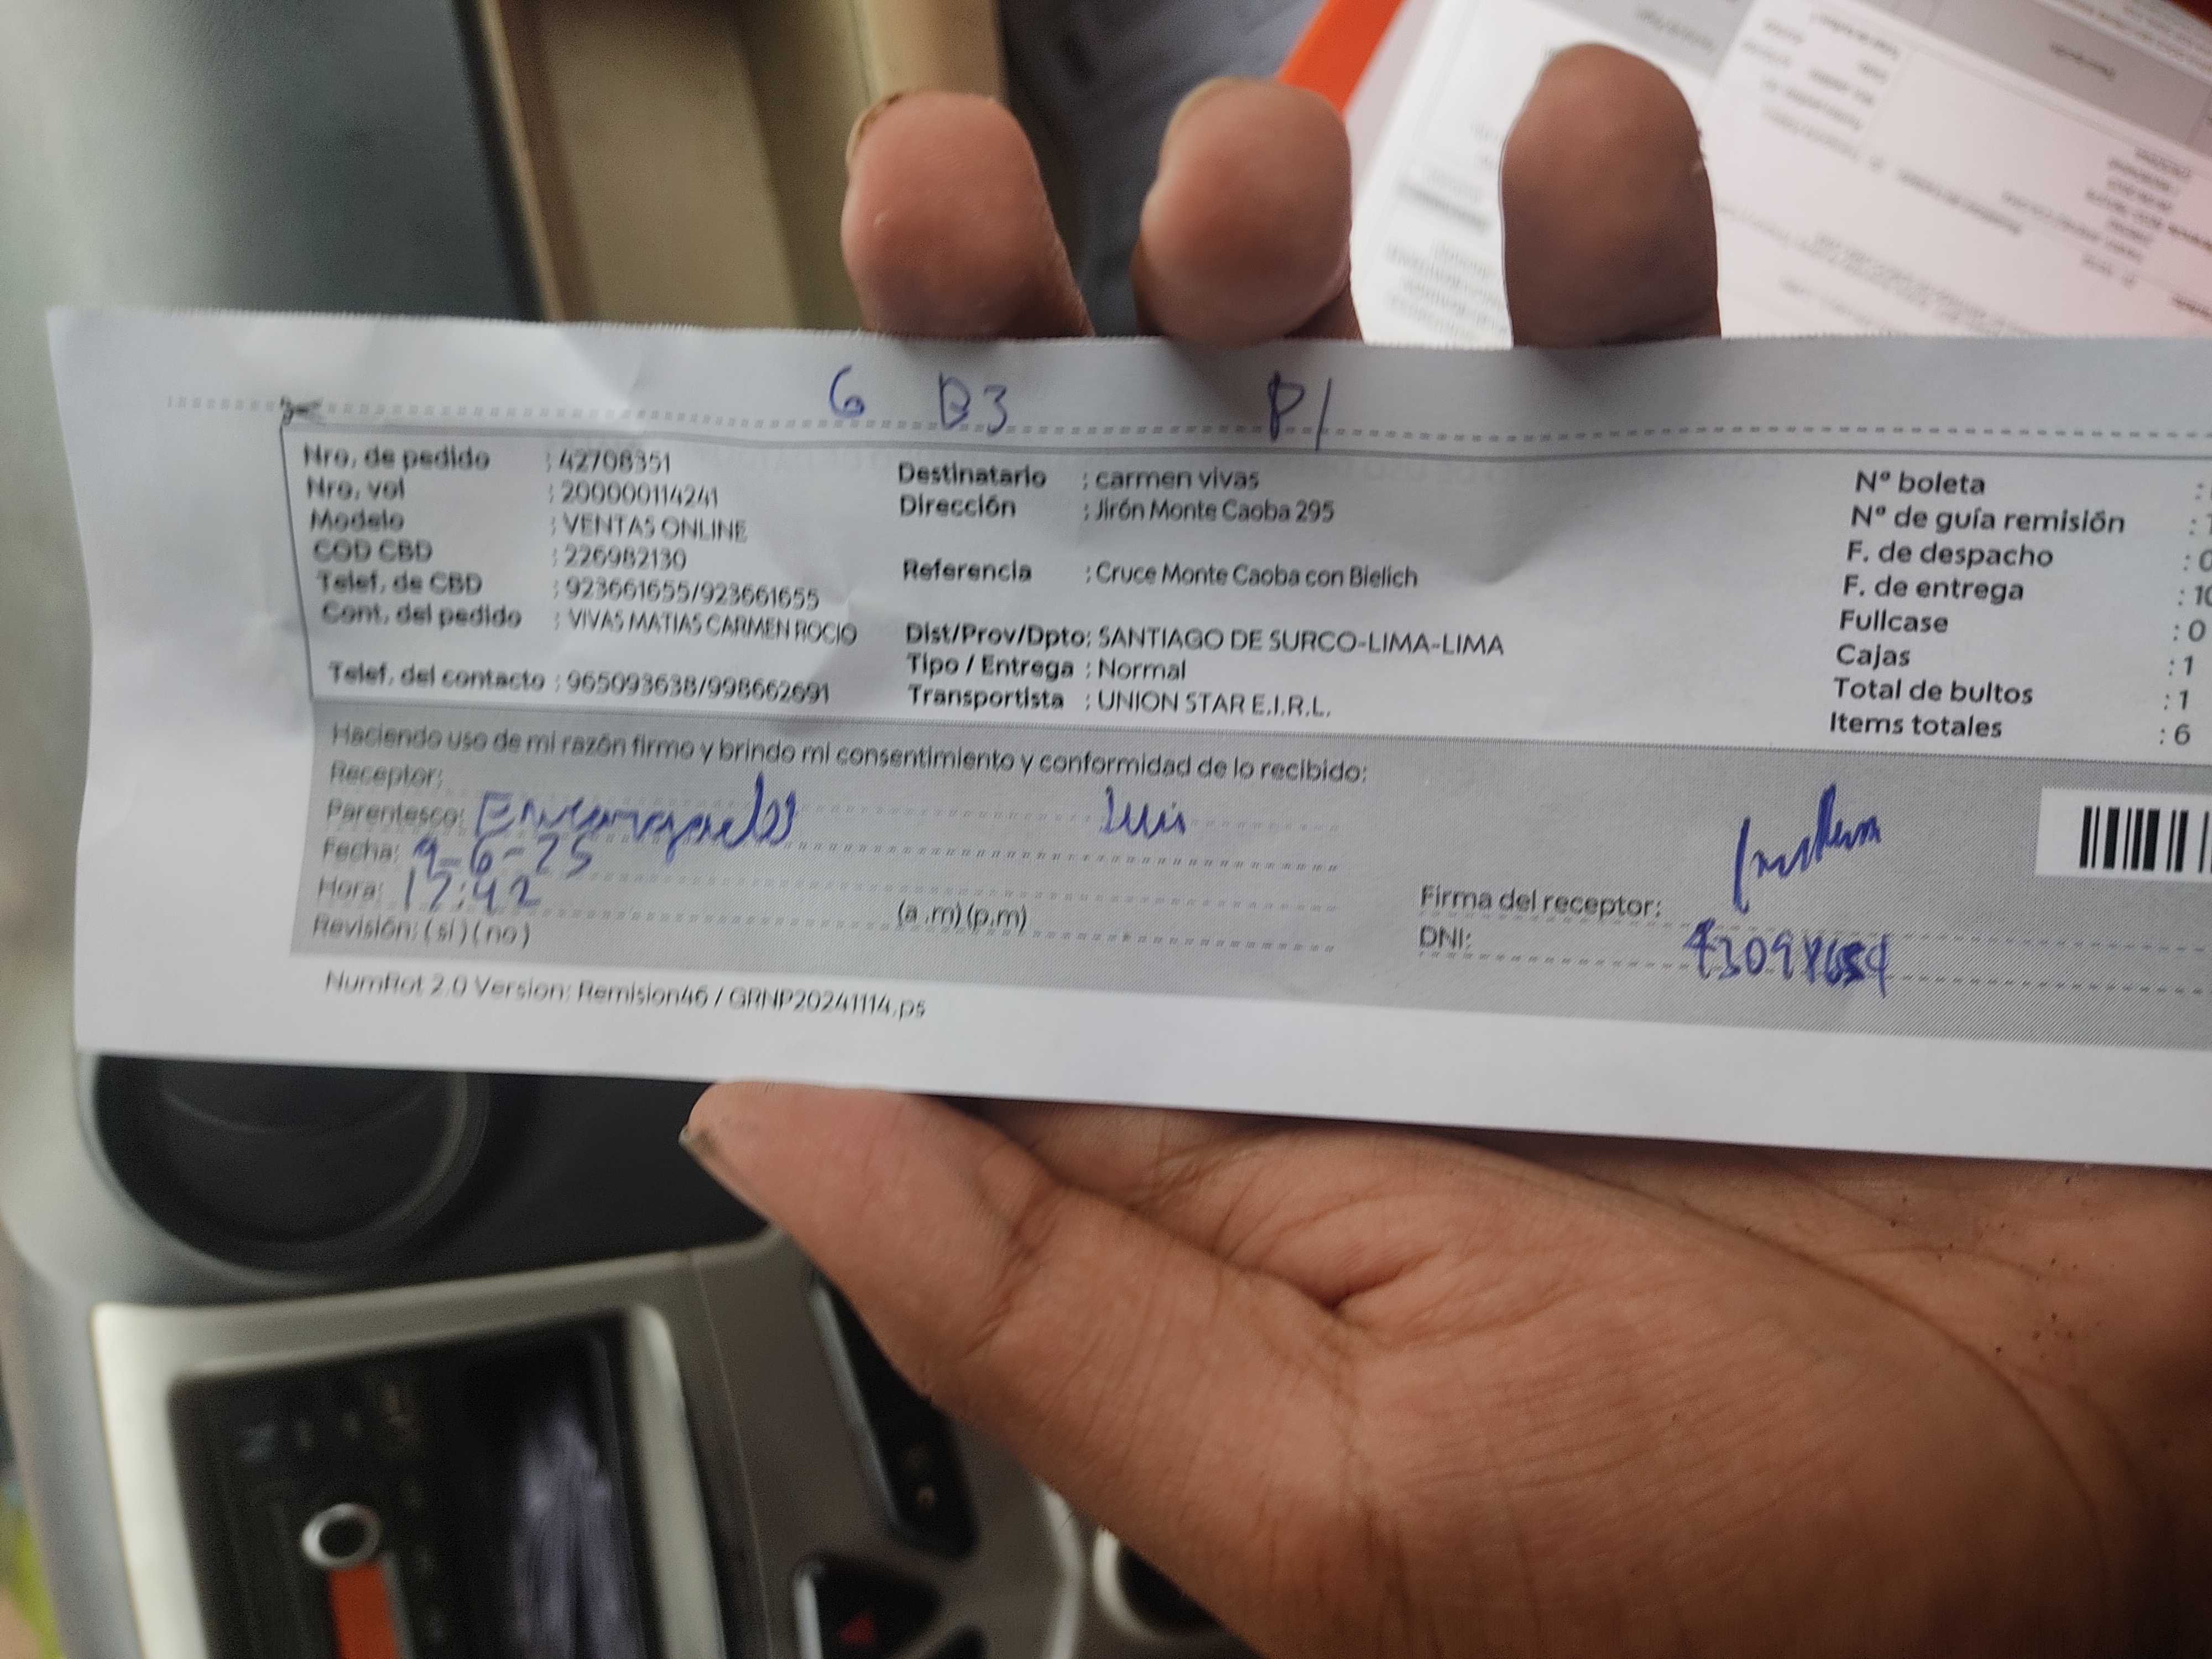 G B3 P1
Nro. de pedido : 42708351
Nro. vol : 200000114241
Modelo : VENTAS ONLINE
COD CBD : 226982130
Telef. de CBD : 923661655/923661655
Cont. del pedido : VIVAS MATIAS CARMEN ROCIO
Telef. del contacto : 965093638/998662691
Destinatario : carmen vivas
Dirección : Jirón Monte Caoba 295
Referencia : Cruce Monte Caoba con Bielich
Dist/Prov/Dpto: SANTIAGO DE SURCO-LIMA-LIMA
Tipo / Entrega : Normal
Transportista : UNION STAR E.I.R.L.
Nº boleta :
Nº de guía remisión :
F. de despacho : 0
F. de entrega : 10
Fullcase : 0
Cajas : 1
Total de bultos : 1
Items totales : 6
Haciendo uso de mi razón firmo y brindo mi consentimiento y conformidad de lo recibido:
Receptor:
Parentesco: Encargado Luis
Fecha: 9-6-25
Hora: 17:42 (a .m) (p.m)
Revisión: ( si ) ( no )
Firma del receptor:
DNI:
NumRot 2.0 Version: Remision46 / GRNP20241114.ps